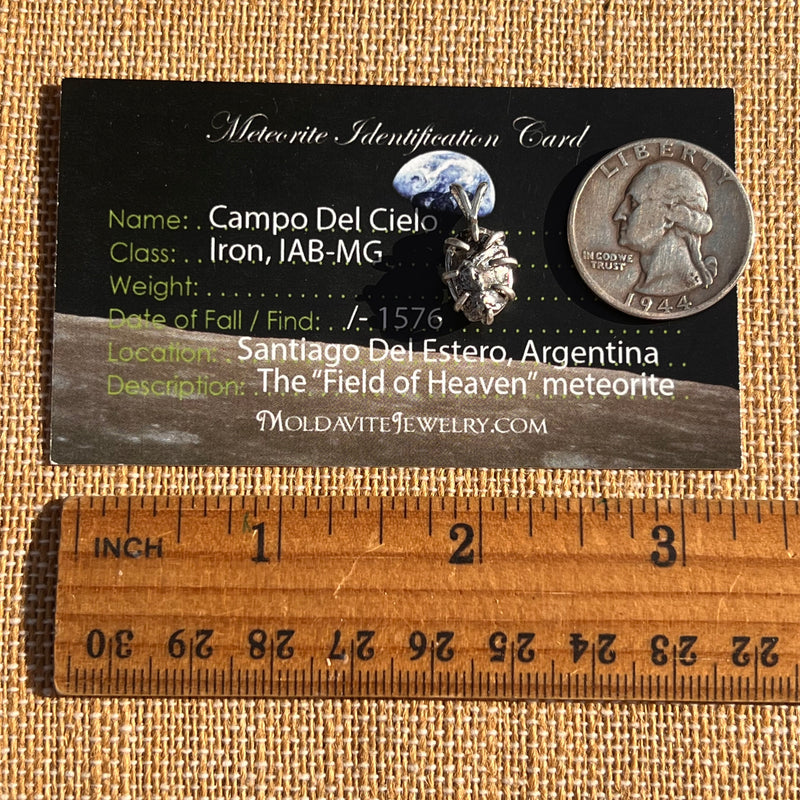 Meteorite Identification Card
Name: . . Campo Del Cielo
Class: . . Iron, IAB-MG
Weight:
Date of Fall / Find: . . /- 1576
Location: . . Santiago Del Estero, Argentina
Description: The "Field of Heaven" meteorite
MoldaviteJewelry.com
LIBERTY
IN GOD WE
TRUST
1944
INCH 1 2 3
30 29 28 27 26 25 24 23 22